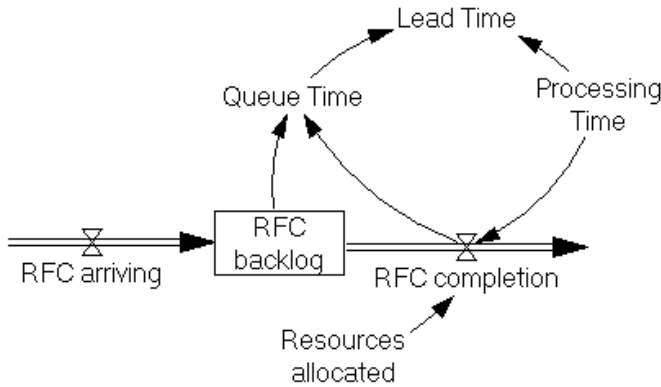 Lead Time
Queue Time
Processing
Time
RFC
backlog
RFC arriving
RFC completion
Resources
allocated